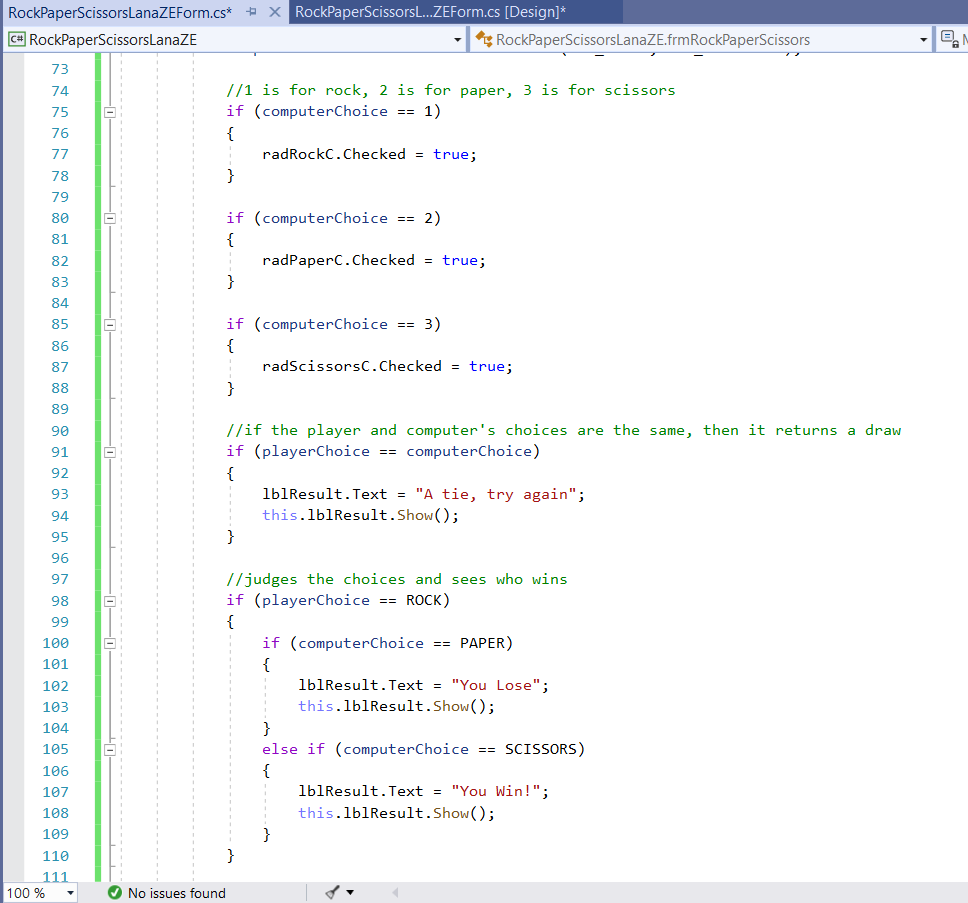 RockPaperScissorsLanaZEForm.cs*
RockPaperScissorsL...ZEForm.cs [Design]*
C# RockPaperScissorsLanaZE
RockPaperScissorsLanaZE.frmRockPaperScissors
73
74 //1 is for rock, 2 is for paper, 3 is for scissors
75 if (computerChoice == 1)
76 {
77 radRockC.Checked = true;
78 }
79
80 if (computerChoice == 2)
81 {
82 radPaperC.Checked = true;
83 }
84
85 if (computerChoice == 3)
86 {
87 radScissorsC.Checked = true;
88 }
89
90 //if the player and computer's choices are the same, then it returns a draw
91 if (playerChoice == computerChoice)
92 {
93 lblResult.Text = "A tie, try again";
94 this.lblResult.Show();
95 }
96
97 //judges the choices and sees who wins
98 if (playerChoice == ROCK)
99 {
100 if (computerChoice == PAPER)
101 {
102 lblResult.Text = "You Lose";
103 this.lblResult.Show();
104 }
105 else if (computerChoice == SCISSORS)
106 {
107 lblResult.Text = "You Win!";
108 this.lblResult.Show();
109 }
110 }
111
100 %
No issues found